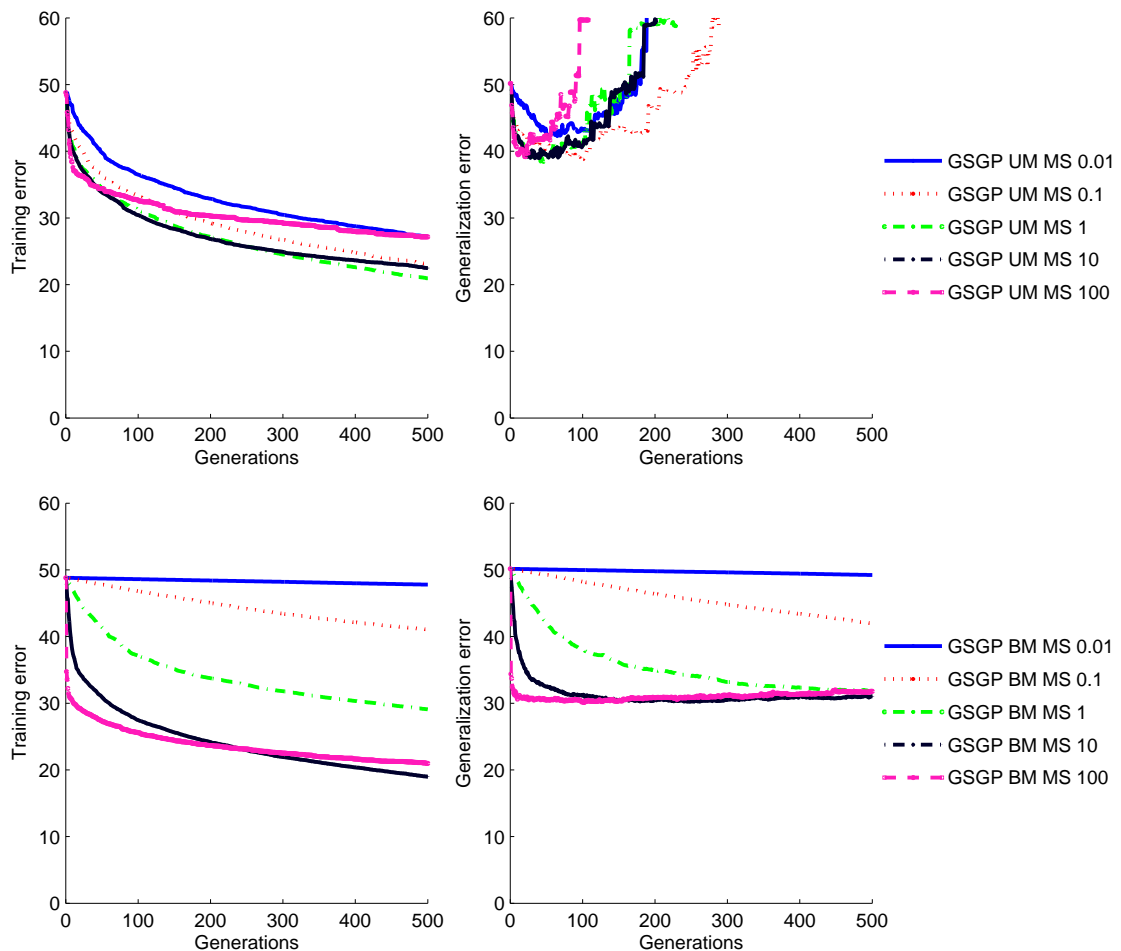 60
50
40
30
20
10
0
Training error
0 100 200 300 400 500
Generations
60
50
40
30
20
10
0
Generalization error
0 100 200 300 400 500
Generations
GSGP UM MS 0.01
GSGP UM MS 0.1
GSGP UM MS 1
GSGP UM MS 10
GSGP UM MS 100
60
50
40
30
20
10
0
Training error
0 100 200 300 400 500
Generations
60
50
40
30
20
10
0
Generalization error
0 100 200 300 400 500
Generations
GSGP BM MS 0.01
GSGP BM MS 0.1
GSGP BM MS 1
GSGP BM MS 10
GSGP BM MS 100